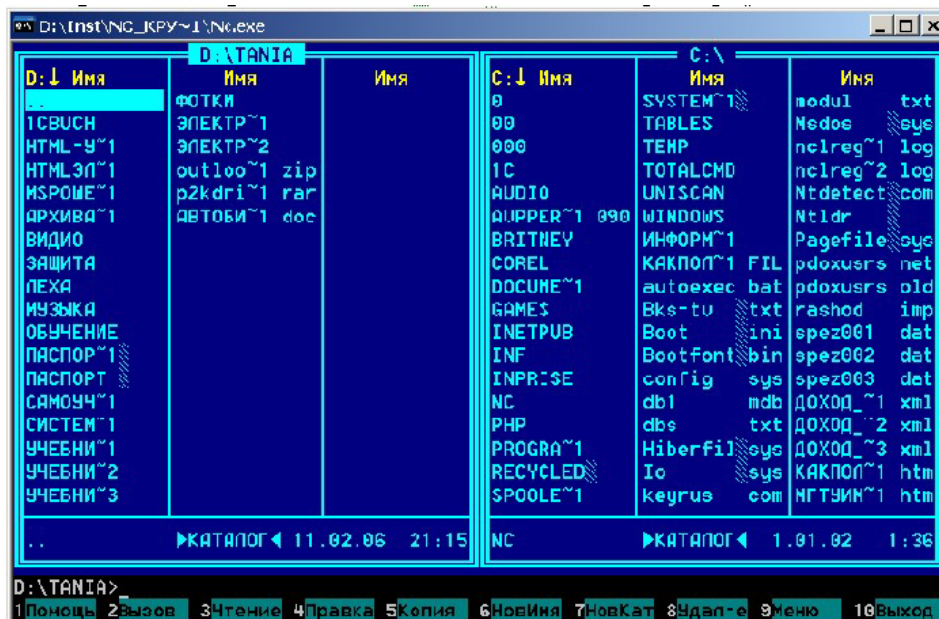 D:\Inst\NC_КРУ~1\Nc.exe
D:\TANIA
C:\
D:↓ Имя Имя Имя
C:↓ Имя Имя Имя
.. ФОТКИ
1CBUCH ЭЛЕКТР~1
HTML-У~1 ЭЛЕКТР~2
HTMLЭЛ~1 outloo~1 zip
MSPOWE~1 p2kdri~1 rar
АРХИВА~1 АВТОБИ~1 doc
ВИДИО
ЗАЩИТА
ЛЕХА
МУЗЫКА
ОБУЧЕНИЕ
ПАСПОР~1
ПАСПОРТ
САМОУЧ~1
СИСТЕМ~1
УЧЕБНИ~1
УЧЕБНИ~2
УЧЕБНИ~3
.. ►КАТАЛОГ◄ 11.02.06 21:15
0 SYSTEM~1 modul txt
00 TABLES Msdos sys
000 TEMP nclreg~1 log
1C TOTALCMD nclreg~2 log
AUDIO UNISCAN Ntdetect com
AUPPER~1 090 WINDOWS Ntldr
BRITNEY ИНФОРМ~1 Pagefile sys
COREL КАКПОЛ~1 FIL pdoxusrs net
DOCUME~1 autoexec bat pdoxusrs old
GAMES Bks-tu txt rashod imp
INETPUB Boot ini spez001 dat
INF Bootfont bin spez002 dat
INPRISE config sys spez003 dat
NC db1 mdb ДОХОД_~1 xml
PHP dbs txt ДОХОД_~2 xml
PROGRA~1 Hiberfil sys ДОХОД_~3 xml
RECYCLED Io sys КАКПОЛ~1 htm
SPOOLE~1 keyrus com МГТУИМ~1 htm
NC ►КАТАЛОГ◄ 1.01.02 1:36
D:\TANIA>_
1Помощь 2Вызов 3Чтение 4Правка 5Копия 6НовИмя 7НовКат 8Удал-е 9Меню 10Выход